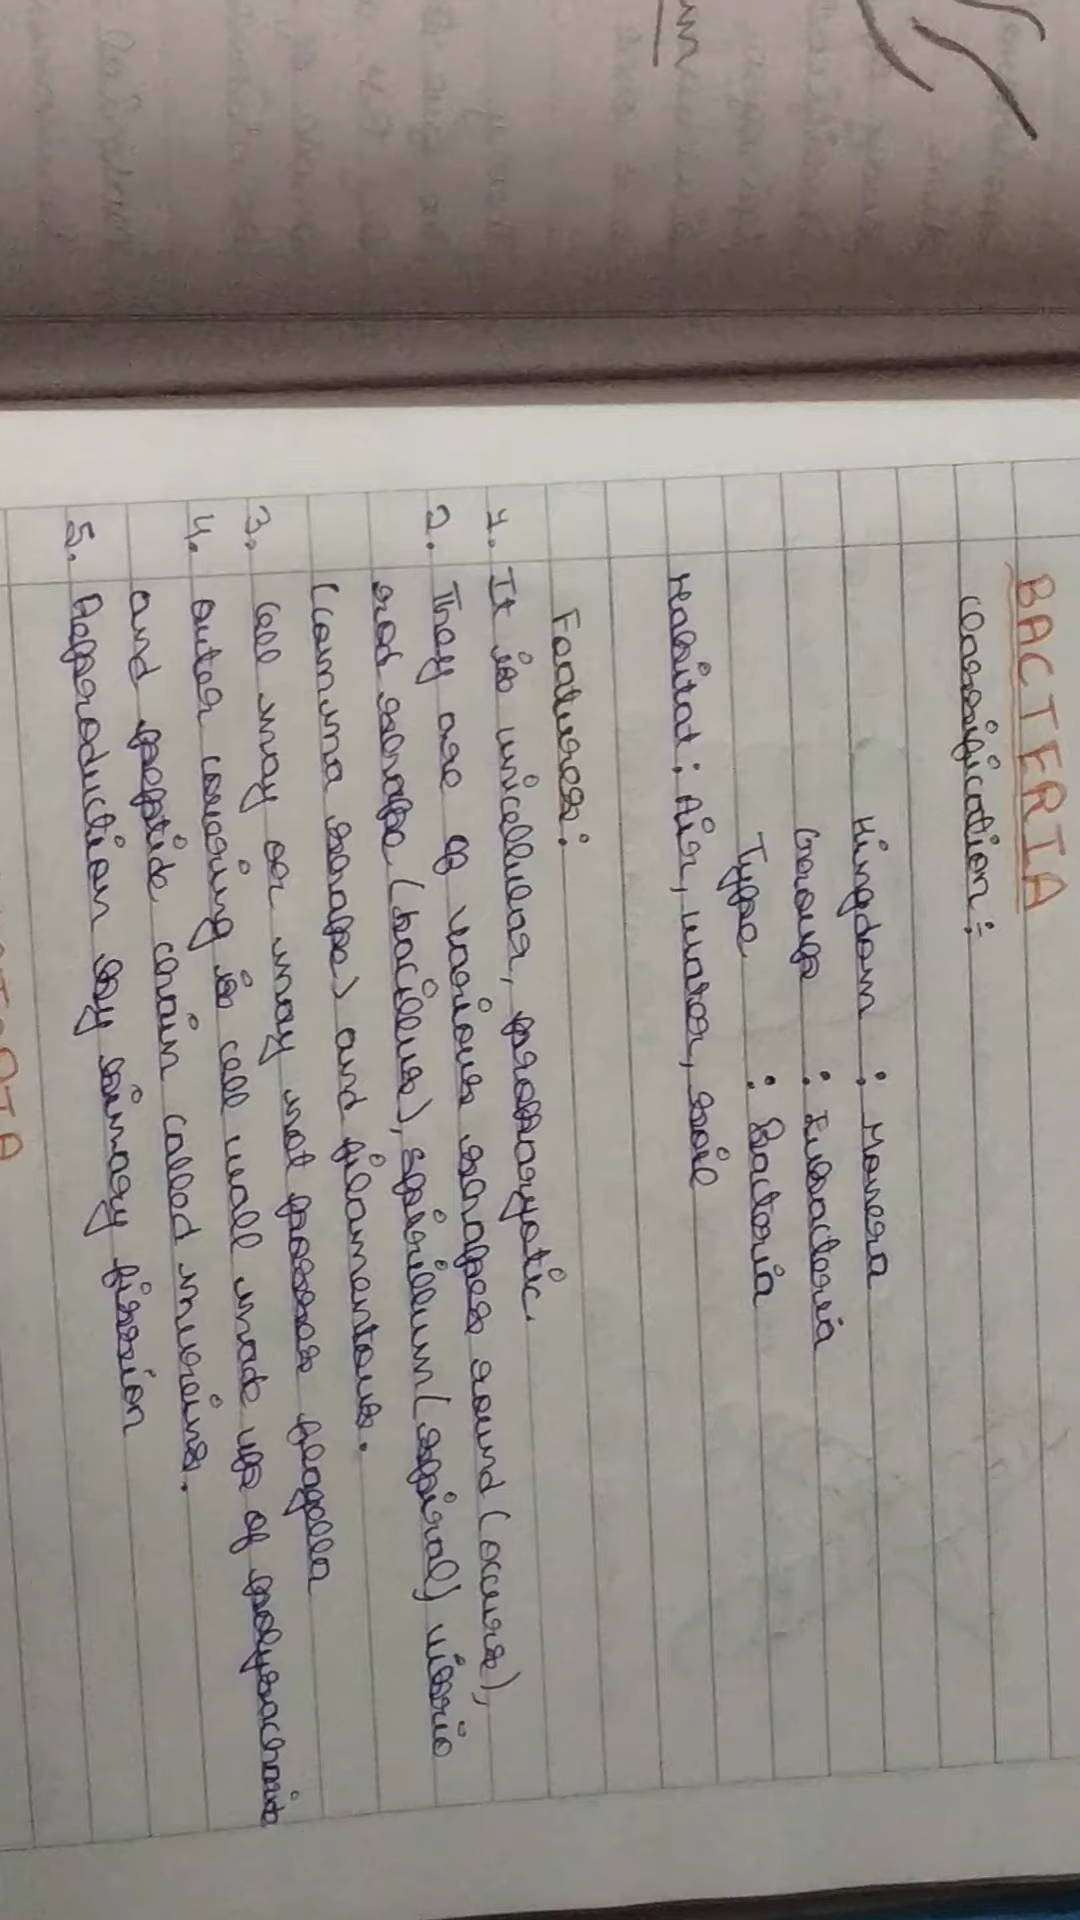 BACTERIA
Classification :-
Kingdom : Monera
Group : Eubacteria
Type : Bacteria
Habitat : Air, water, soil
Features :
1. It is unicellular, prokaryotic.
2. They are of various shapes round (occurs),
rod shape (bacillus), spirillum (spiral) vibrio
(comma shape) and filamentous.
3. Cell may or may not possess flagella
4. outer covering is cell wall made up of polysacharide
and peptide chain called mureins.
5. Reproduction by binary fission